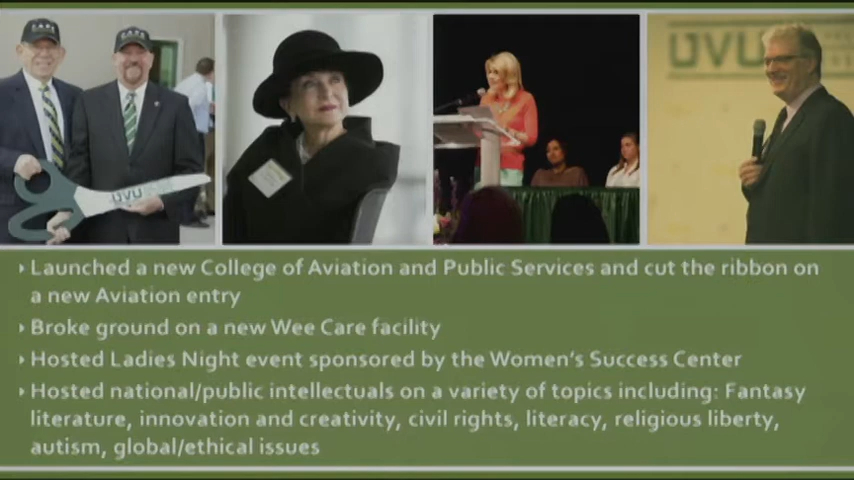 UVU
UVU
Launched a new College of Aviation and Public Services and cut the ribbon on
a new Aviation entry
Broke ground on a new Wee Care facility
Hosted Ladies Night event sponsored by the Women's Success Center
Hosted national/public intellectuals on a variety of topics including: Fantasy
literature, innovation and creativity, civil rights, literacy, religious liberty,
autism, global/ethical issues